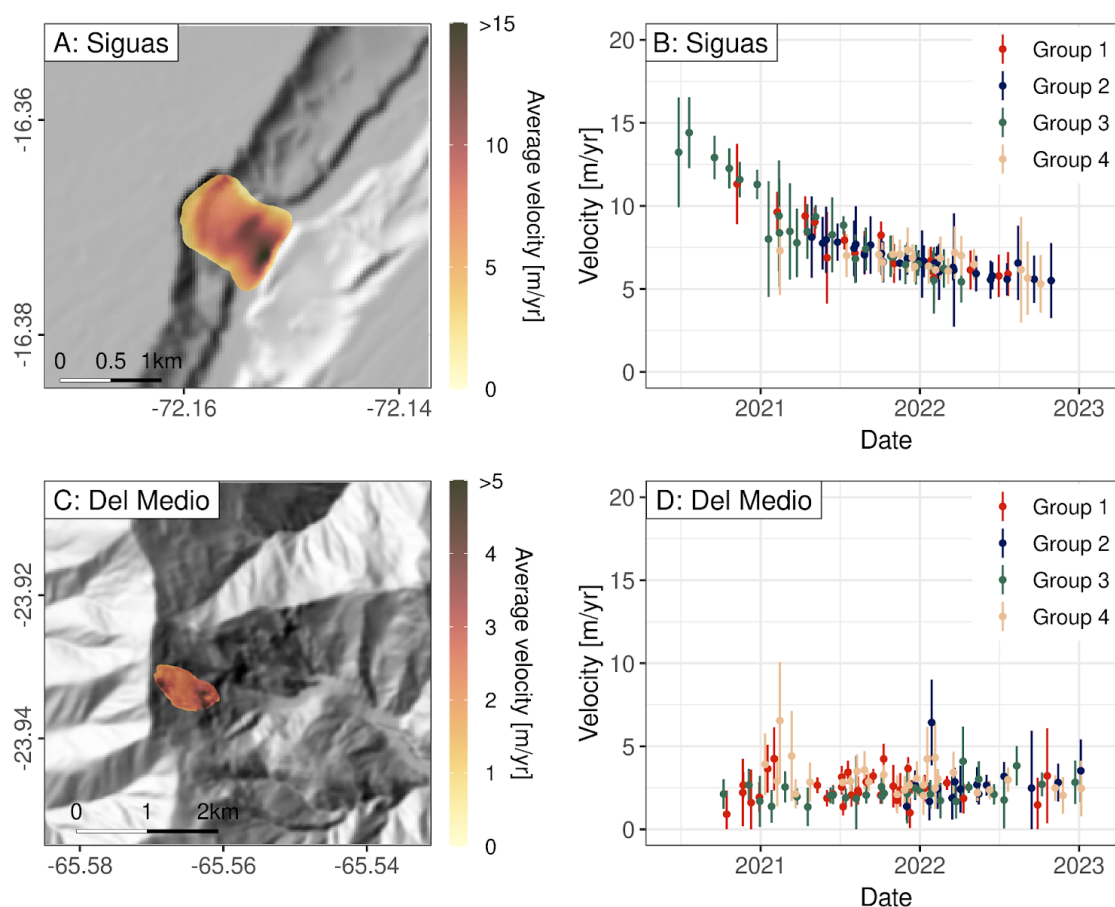 A: Siguas
-16.36
-16.38
0 0.5 1km
-72.16 -72.14
>15
10
5
0
Average velocity [m/yr]
B: Siguas
Group 1
Group 2
Group 3
Group 4
20
15
10
5
0
Velocity [m/yr]
2021 2022 2023
Date
C: Del Medio
-23.92
-23.94
0 1 2km
-65.58 -65.56 -65.54
>5
4
3
2
1
0
Average velocity [m/yr]
D: Del Medio
Group 1
Group 2
Group 3
Group 4
20
15
10
5
0
Velocity [m/yr]
2021 2022 2023
Date